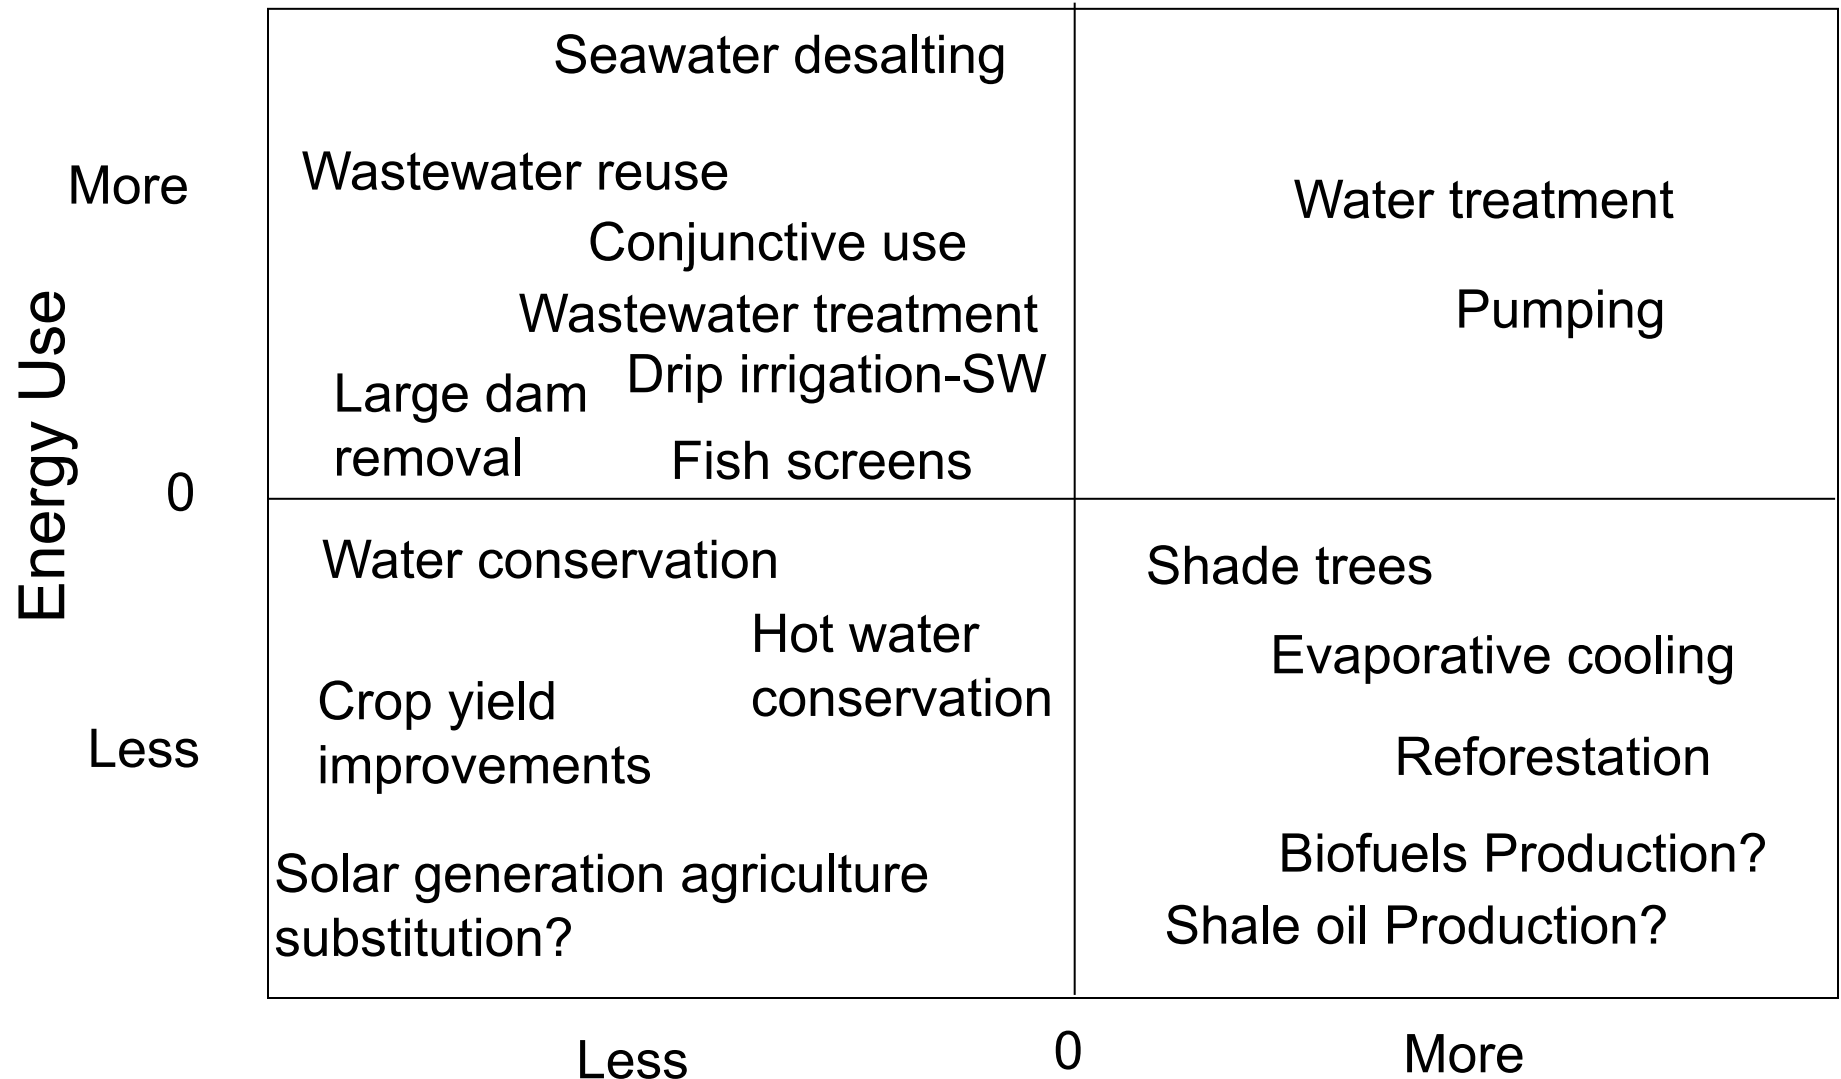 Seawater desalting
Wastewater reuse
More
Water treatment
Conjunctive use
Pumping
Wastewater treatment
Drip irrigation-SW
Large dam
removal
Fish screens
Energy Use
0
Water conservation
Shade trees
Hot water
conservation
Evaporative cooling
Crop yield
improvements
Less
Reforestation
Solar generation agriculture
substitution?
Biofuels Production?
Shale oil Production?
Less
0
More